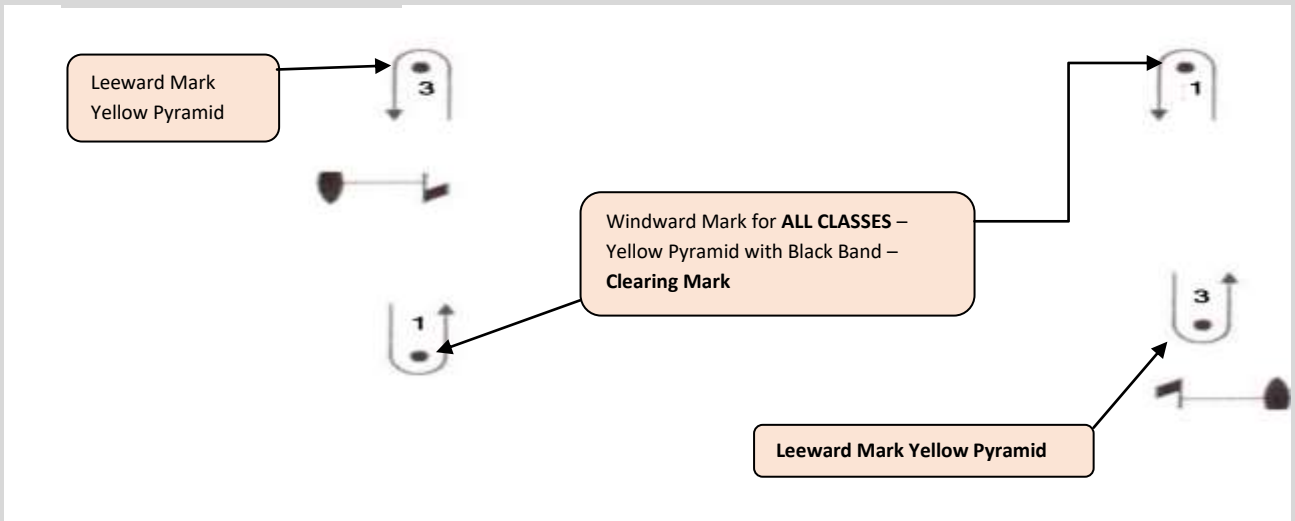 Leeward Mark
Yellow Pyramid
3
1
Windward Mark for ALL CLASSES –
Yellow Pyramid with Black Band –
Clearing Mark
1
3
Leeward Mark Yellow Pyramid